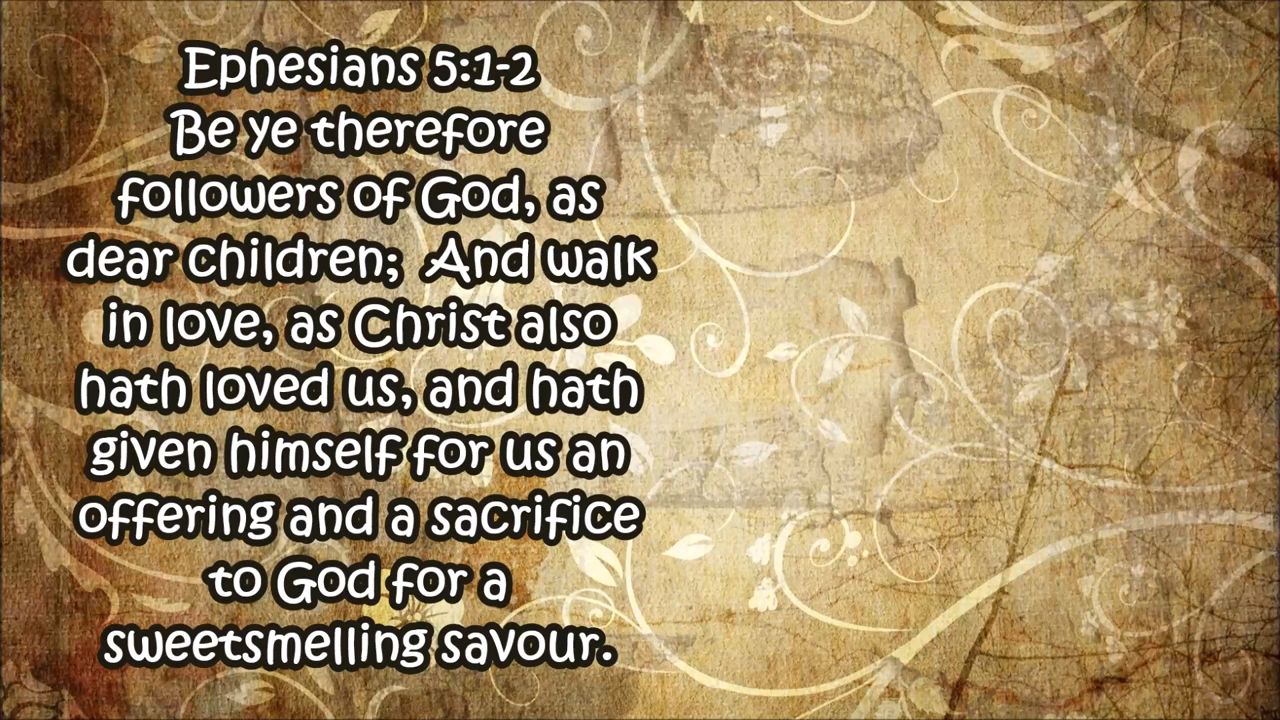 Ephesians 5:1-2
Be ye therefore
followers of God, as
dear children;  And walk
in love, as Christ also
hath loved us, and hath
given himself for us an
offering and a sacrifice
to God for a
sweetsmelling savour.